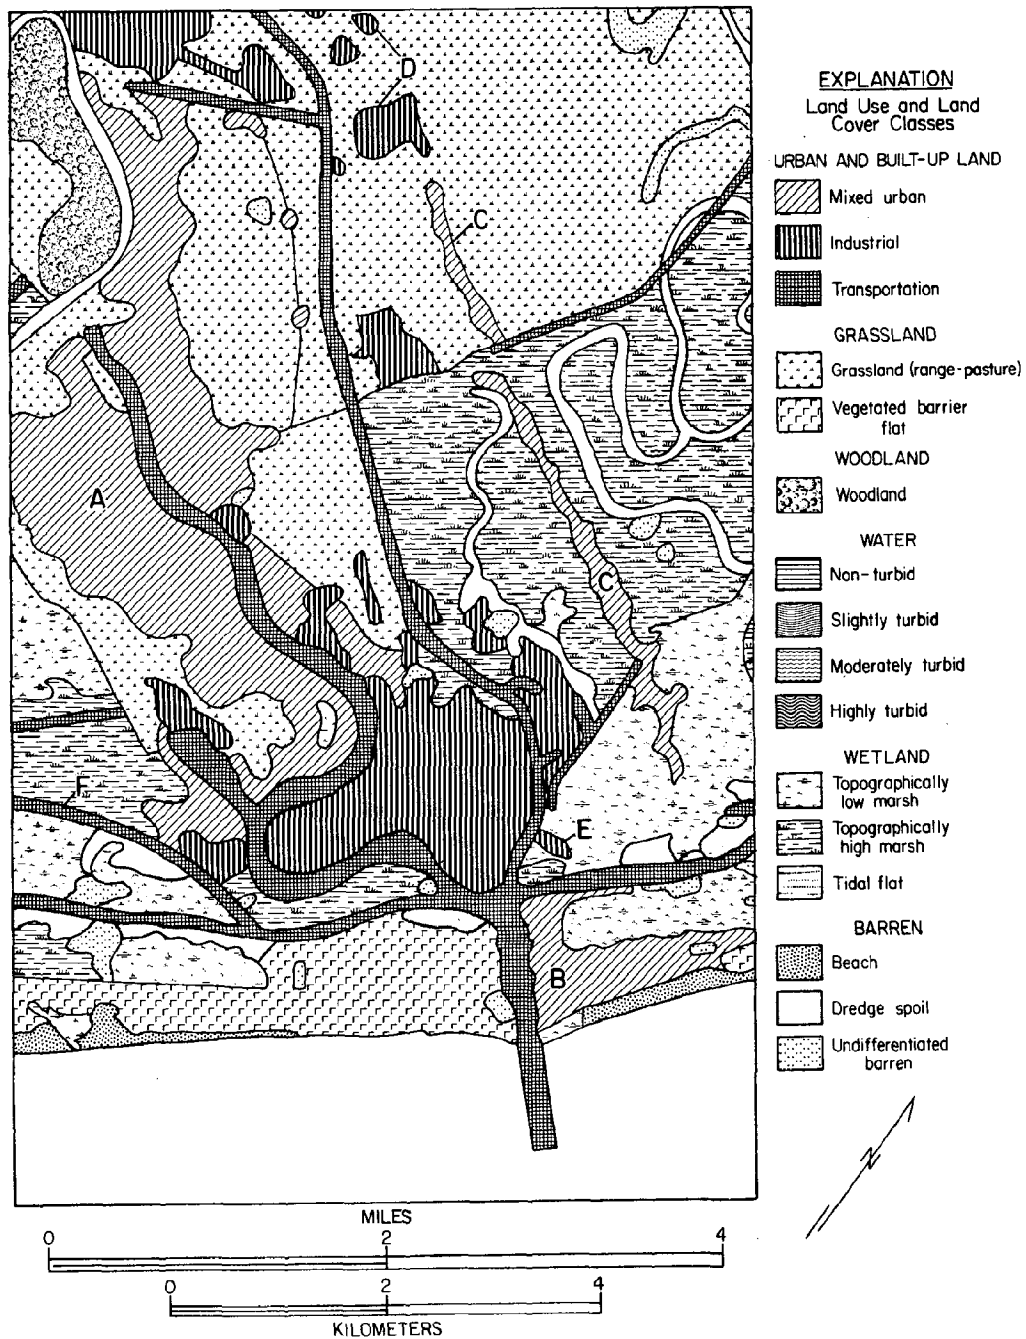 D
C
A
C
F
E
B
EXPLANATION
Land Use and Land
Cover Classes
URBAN AND BUILT-UP LAND
Mixed urban
Industrial
Transportation
GRASSLAND
Grassland (range-pasture)
Vegetated barrier
flat
WOODLAND
Woodland
WATER
Non-turbid
Slightly turbid
Moderately turbid
Highly turbid
WETLAND
Topographically
low marsh
Topographically
high marsh
Tidal flat
BARREN
Beach
Dredge spoil
Undifferentiated
barren
N
MILES
0 2 4
0 2 4
KILOMETERS